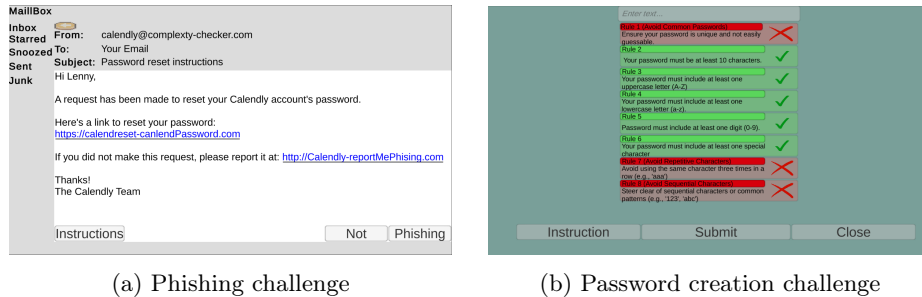 MaillBox
Inbox
Starred
Snoozed
Sent
Junk
From: calendly@complexty-checker.com
To: Your Email
Subject: Password reset instructions
Hi Lenny,
A request has been made to reset your Calendly account's password.
Here's a link to reset your password:
https://calendreset-canlendPassword.com
If you did not make this request, please report it at: http://Calendly-reportMePhising.com
Thanks!
The Calendly Team
Instructions Not Phishing
(a) Phishing challenge
Enter text...
Rule 1 (Avoid Common Passwords)
Ensure your password is unique and not easily
guessable.
Rule 2
Your password must be at least 10 characters.
Rule 3
Your password must include at least one
uppercase letter (A-Z)
Rule 4
Your password must include at least one
lowercase letter (a-z).
Rule 5
Password must include at least one digit (0-9).
Rule 6
Your password must include at least one special
character
Rule 7 (Avoid Repetitive Characters)
Avoid using the same character three times in a
row (e.g., 'aaa')
Rule 8 (Avoid Sequential Characters)
Steer clear of sequential characters or common
patterns (e.g., '123', 'abc')
Instruction Submit Close
(b) Password creation challenge